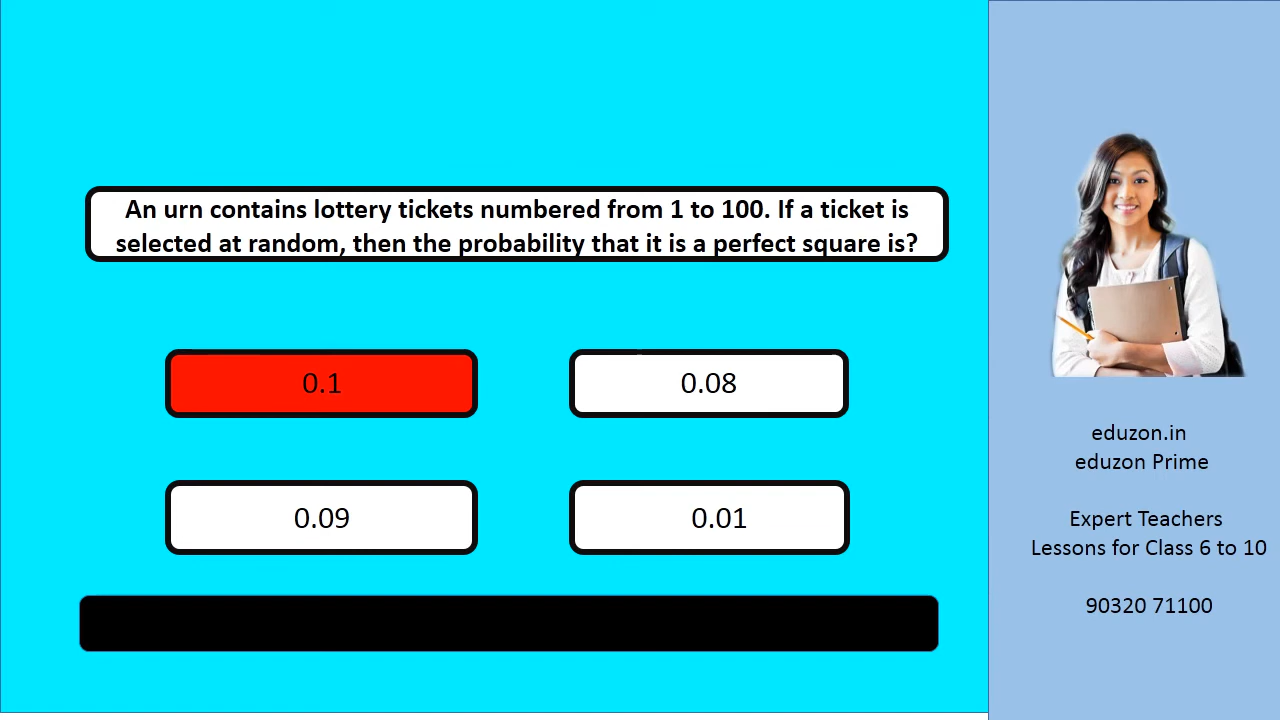 An urn contains lottery tickets numbered from 1 to 100. If a ticket is
selected at random, then the probability that it is a perfect square is?
0.1
0.08
0.09
0.01
eduzon.in
eduzon Prime
Expert Teachers
Lessons for Class 6 to 10
90320 71100